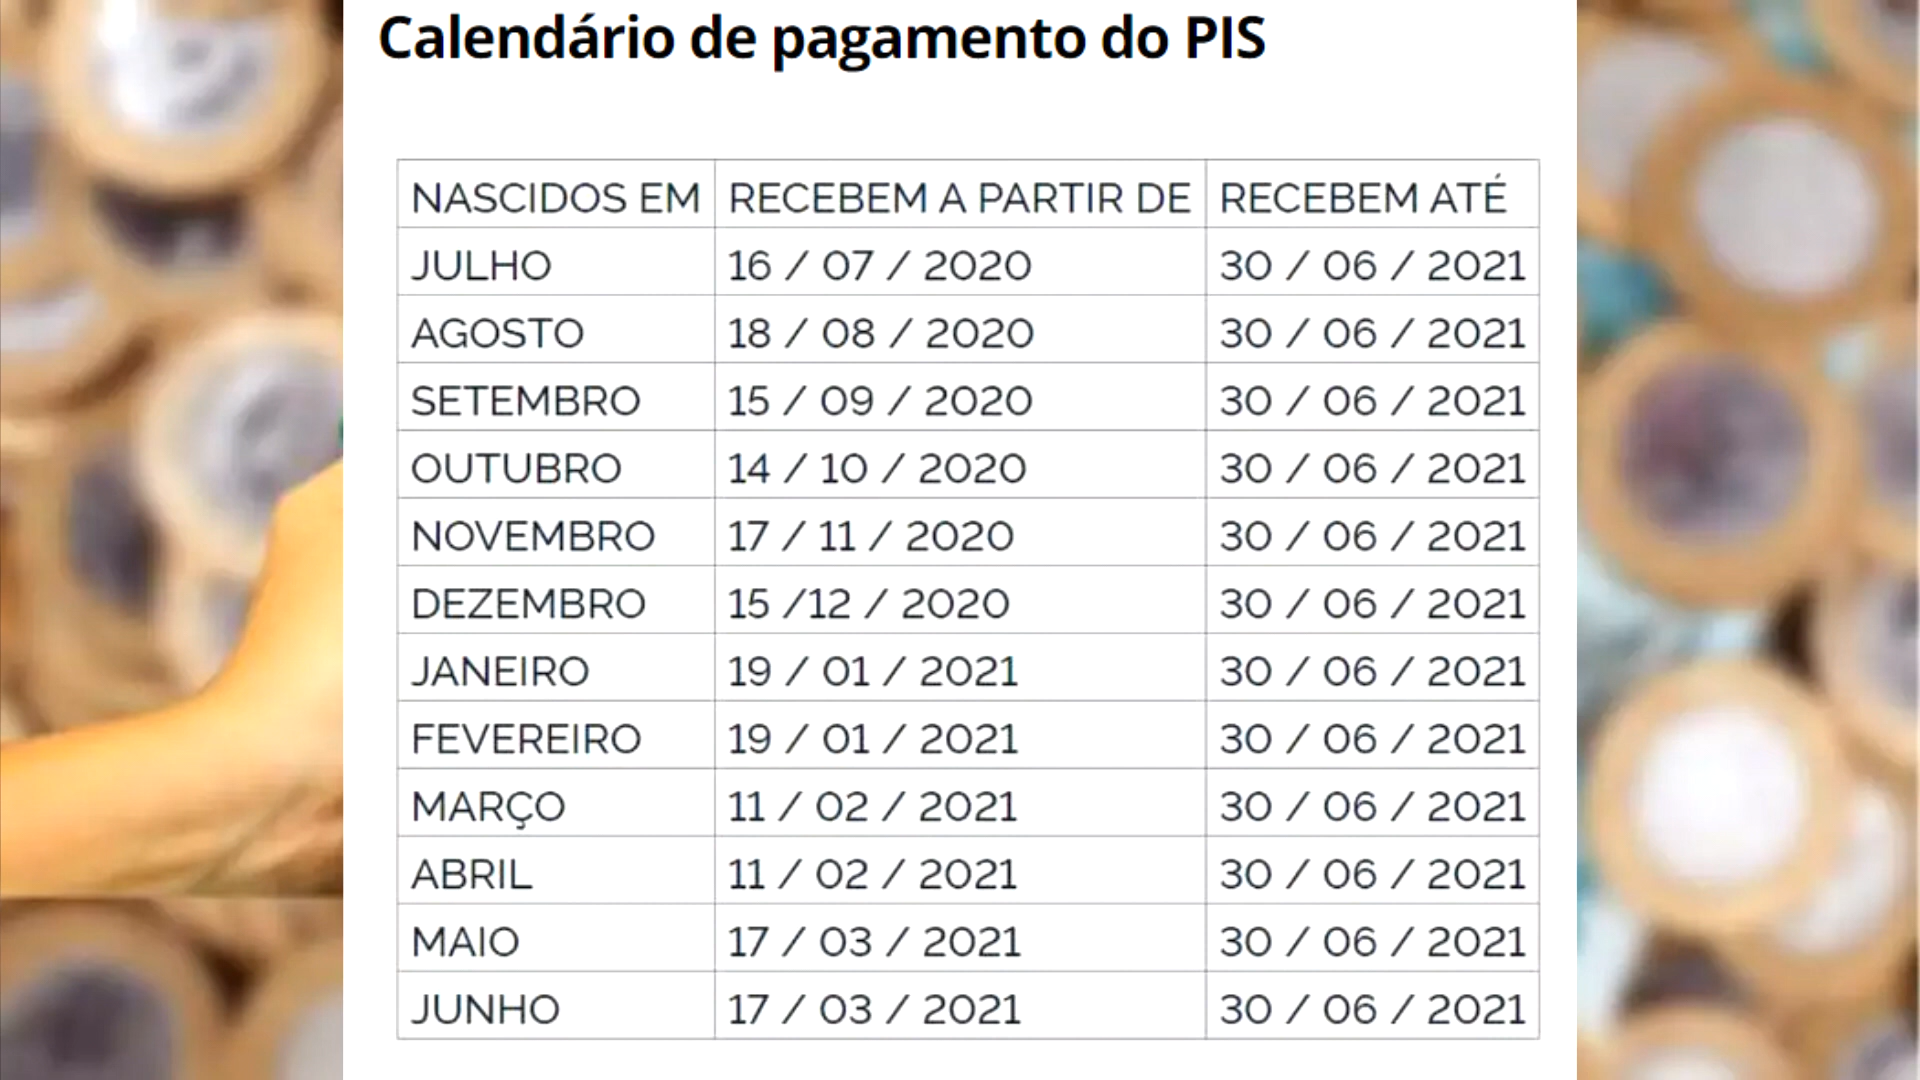 Calendário de pagamento do PIS
NASCIDOS EM RECEBEM A PARTIR DE RECEBEM ATÉ
JULHO 16 / 07 / 2020 30 / 06 / 2021
AGOSTO 18 / 08 / 2020 30 / 06 / 2021
SETEMBRO 15 / 09 / 2020 30 / 06 / 2021
OUTUBRO 14 / 10 / 2020 30 / 06 / 2021
NOVEMBRO 17 / 11 / 2020 30 / 06 / 2021
DEZEMBRO 15 /12 / 2020 30 / 06 / 2021
JANEIRO 19 / 01 / 2021 30 / 06 / 2021
FEVEREIRO 19 / 01 / 2021 30 / 06 / 2021
MARÇO 11 / 02 / 2021 30 / 06 / 2021
ABRIL 11 / 02 / 2021 30 / 06 / 2021
MAIO 17 / 03 / 2021 30 / 06 / 2021
JUNHO 17 / 03 / 2021 30 / 06 / 2021